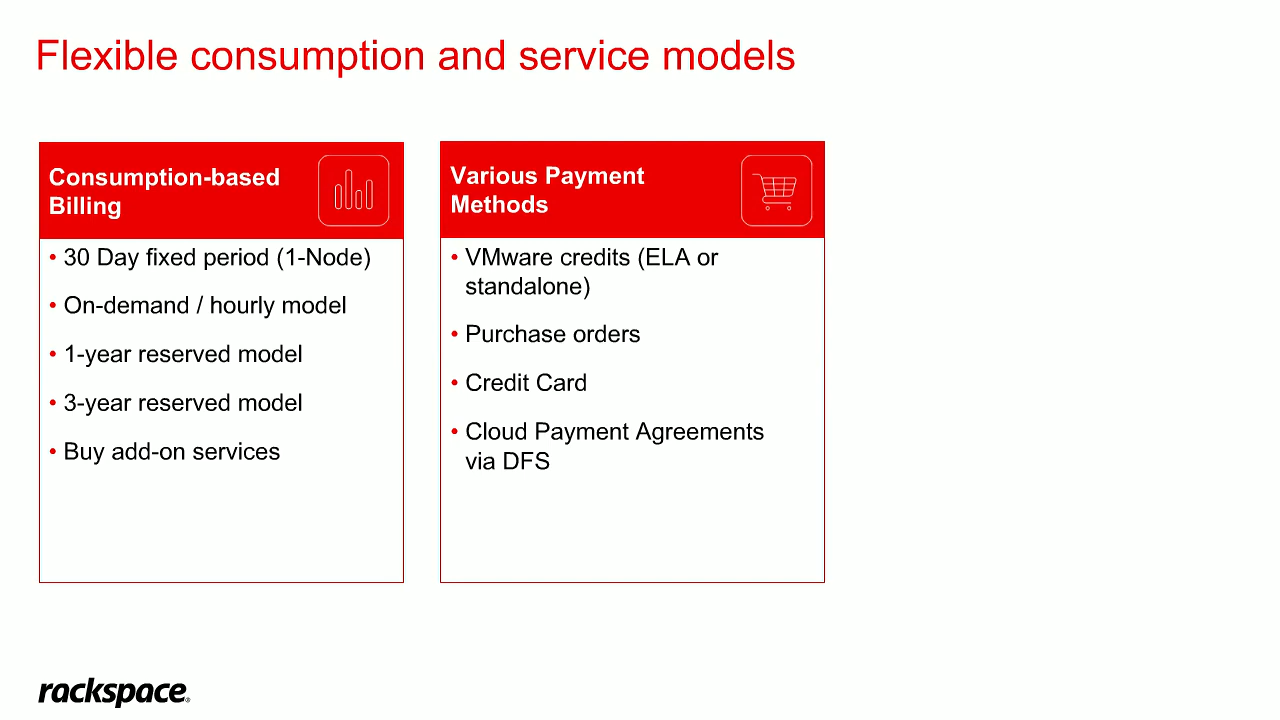 Flexible consumption and service models
Consumption-based
Billing
• 30 Day fixed period (1-Node)
• On-demand / hourly model
• 1-year reserved model
• 3-year reserved model
• Buy add-on services
Various Payment
Methods
• VMware credits (ELA or
standalone)
• Purchase orders
• Credit Card
• Cloud Payment Agreements
via DFS
rackspace®